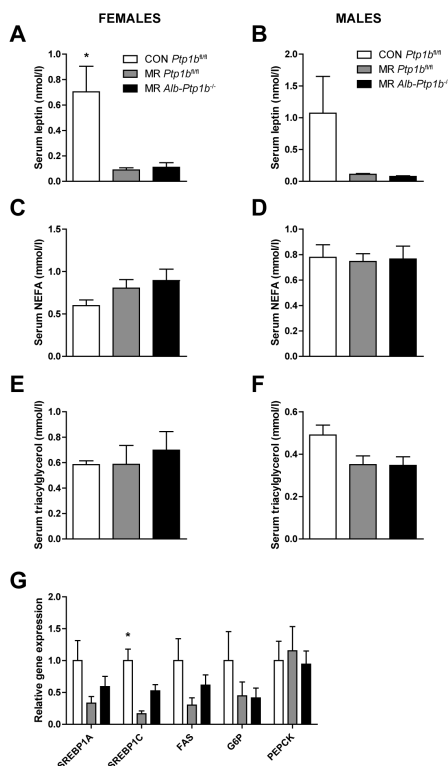 FEMALES
MALES
A
B
*
CON Ptp1b^fl/fl
MR Ptp1b^fl/fl
MR Alb-Ptp1b^-/-
Serum leptin (nmol/l)
0.8
0.6
0.4
0.2
0.0
CON Ptp1b^fl/fl
MR Ptp1b^fl/fl
MR Alb-Ptp1b^-/-
Serum leptin (nmol/l)
2.0
1.5
1.0
0.5
0.0
C
D
Serum NEFA (mmol/l)
1.5
1.0
0.5
0.0
Serum NEFA (mmol/l)
1.0
0.8
0.6
0.4
0.2
0.0
E
F
Serum triacylglycerol (mmol/l)
1.0
0.8
0.6
0.4
0.2
0.0
Serum triacylglycerol (mmol/l)
0.6
0.4
0.2
0.0
G
Relative gene expression
2.0
1.5
1.0
0.5
0.0
*
SREBP1A
SREBP1C
FAS
G6P
PEPCK